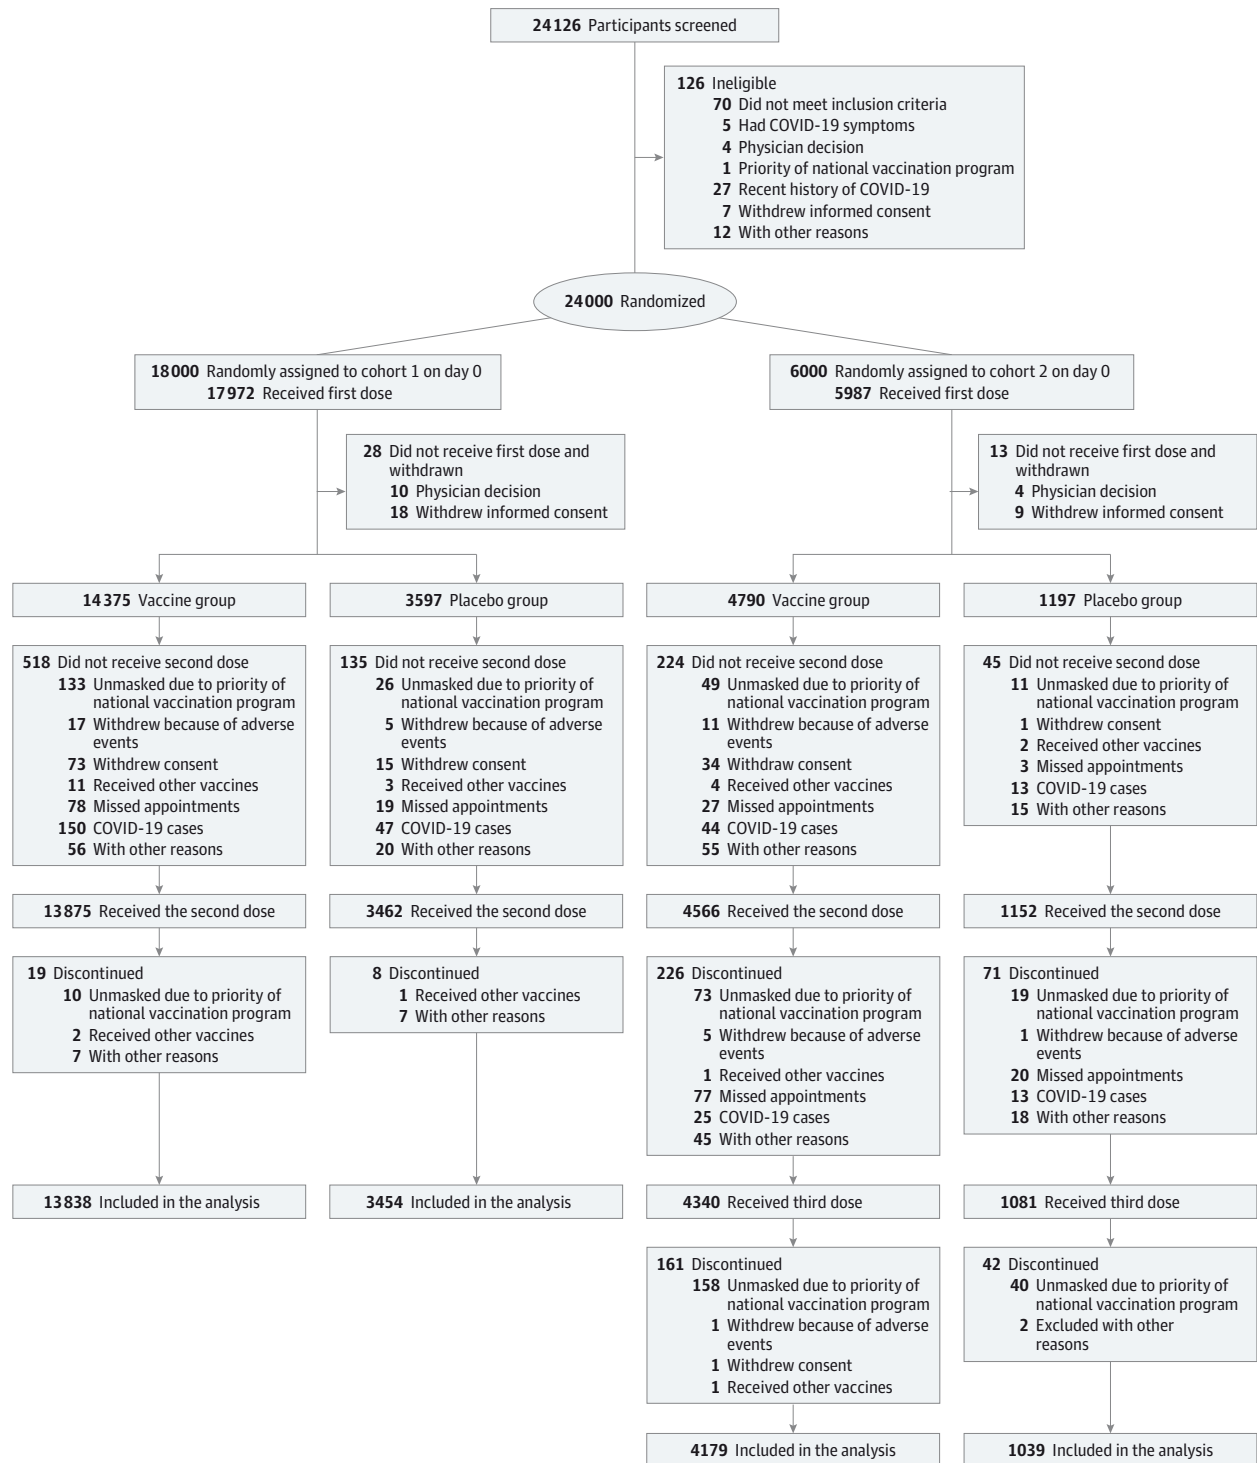 24126 Participants screened
126 Ineligible
70 Did not meet inclusion criteria
5 Had COVID-19 symptoms
4 Physician decision
1 Priority of national vaccination program
27 Recent history of COVID-19
7 Withdrew informed consent
12 With other reasons
24000 Randomized
18000 Randomly assigned to cohort 1 on day 0
17972 Received first dose
6000 Randomly assigned to cohort 2 on day 0
5987 Received first dose
28 Did not receive first dose and
withdrawn
10 Physician decision
18 Withdrew informed consent
13 Did not receive first dose and
withdrawn
4 Physician decision
9 Withdrew informed consent
14375 Vaccine group
3597 Placebo group
4790 Vaccine group
1197 Placebo group
518 Did not receive second dose
133 Unmasked due to priority of
national vaccination program
17 Withdrew because of adverse
events
73 Withdrew consent
11 Received other vaccines
78 Missed appointments
150 COVID-19 cases
56 With other reasons
135 Did not receive second dose
26 Unmasked due to priority of
national vaccination program
5 Withdrew because of adverse
events
15 Withdrew consent
3 Received other vaccines
19 Missed appointments
47 COVID-19 cases
20 With other reasons
224 Did not receive second dose
49 Unmasked due to priority of
national vaccination program
11 Withdrew because of adverse
events
34 Withdraw consent
4 Received other vaccines
27 Missed appointments
44 COVID-19 cases
55 With other reasons
45 Did not receive second dose
11 Unmasked due to priority of
national vaccination program
1 Withdrew consent
2 Received other vaccines
3 Missed appointments
13 COVID-19 cases
15 With other reasons
13875 Received the second dose
3462 Received the second dose
4566 Received the second dose
1152 Received the second dose
19 Discontinued
10 Unmasked due to priority of
national vaccination program
2 Received other vaccines
7 With other reasons
8 Discontinued
1 Received other vaccines
7 With other reasons
226 Discontinued
73 Unmasked due to priority of
national vaccination program
5 Withdrew because of adverse
events
1 Received other vaccines
77 Missed appointments
25 COVID-19 cases
45 With other reasons
71 Discontinued
19 Unmasked due to priority of
national vaccination program
1 Withdrew because of adverse
events
20 Missed appointments
13 COVID-19 cases
18 With other reasons
13838 Included in the analysis
3454 Included in the analysis
4340 Received third dose
1081 Received third dose
161 Discontinued
158 Unmasked due to priority of
national vaccination program
1 Withdrew because of adverse
events
1 Withdrew consent
1 Received other vaccines
42 Discontinued
40 Unmasked due to priority of
national vaccination program
2 Excluded with other
reasons
4179 Included in the analysis
1039 Included in the analysis